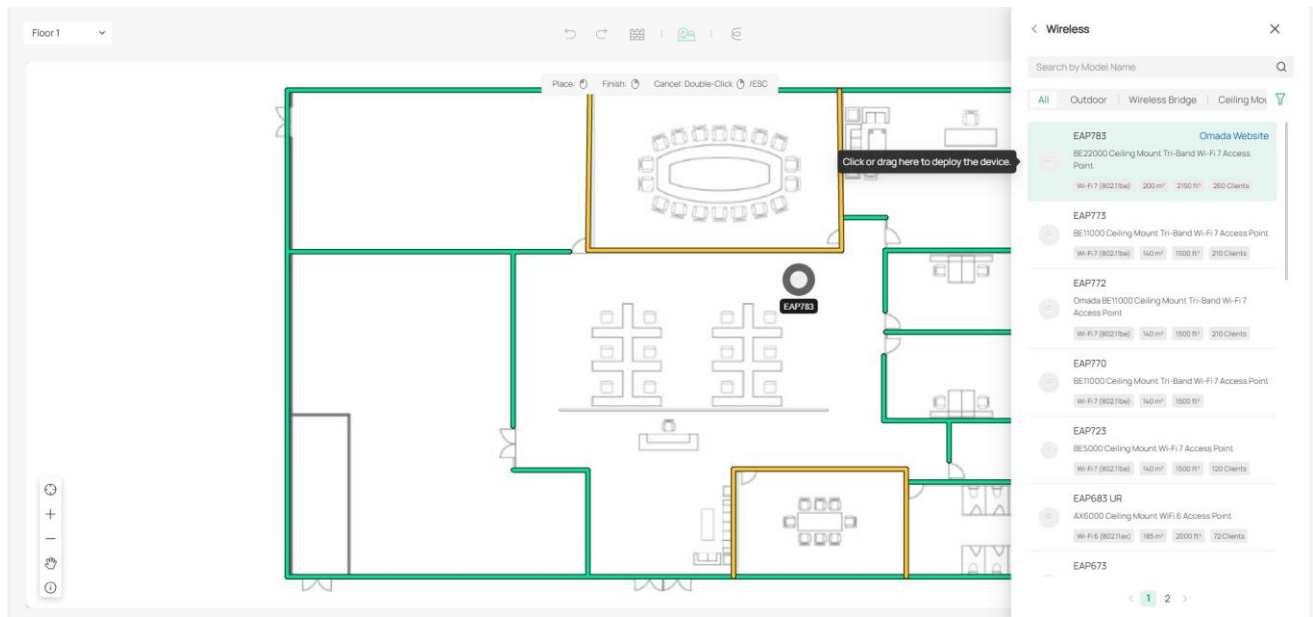 Floor 1
Place: Finish: Cancel: Double-Click /ESC
EAP783
Click or drag here to deploy the device.
Wireless
Search by Model Name
All Outdoor Wireless Bridge Ceiling Mou
EAP783 Omada Website
BE22000 Ceiling Mount Tri-Band Wi-Fi 7 Access
Point
Wi-Fi 7 (802.11be) 200 m² 2150 ft² 260 Clients
EAP773
BE11000 Ceiling Mount Tri-Band Wi-Fi 7 Access Point
Wi-Fi 7 (802.11be) 140 m² 1500 ft² 210 Clients
EAP772
Omada BE11000 Ceiling Mount Tri-Band Wi-Fi 7
Access Point
Wi-Fi 7 (802.11be) 140 m² 1500 ft² 210 Clients
EAP770
BE11000 Ceiling Mount Tri-Band Wi-Fi 7 Access Point
Wi-Fi 7 (802.11be) 140 m² 1500 ft²
EAP723
BE5000 Ceiling Mount Wi-Fi 7 Access Point
Wi-Fi 7 (802.11be) 140 m² 1500 ft² 120 Clients
EAP683 UR
AX6000 Ceiling Mount WiFi 6 Access Point
Wi-Fi 6 (802.11ax) 185 m² 2000 ft² 72 Clients
EAP673
1 2